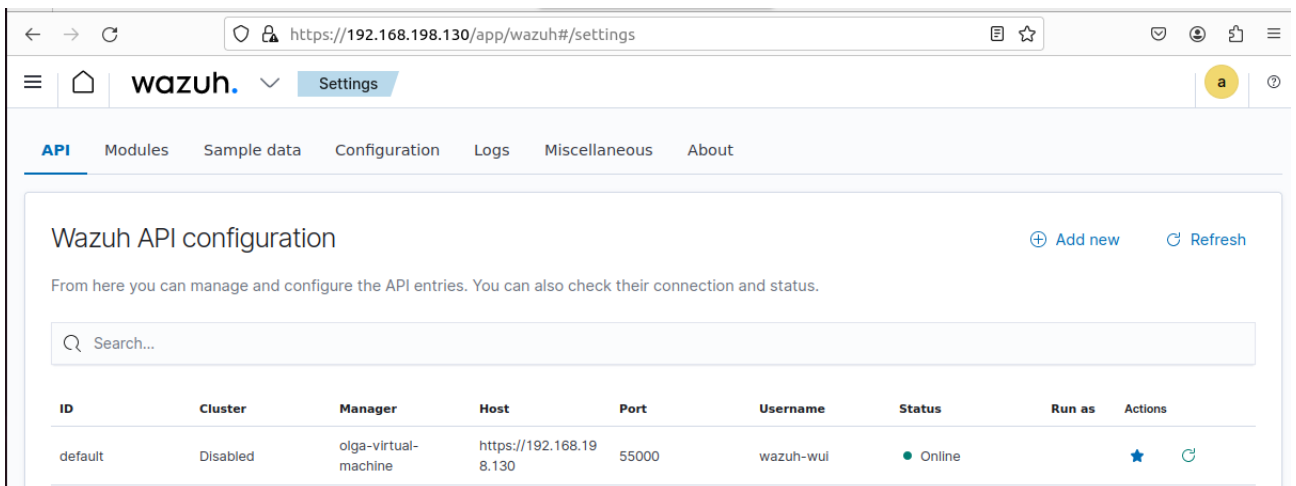 https://192.168.198.130/app/wazuh#/settings
wazuh. Settings a
API Modules Sample data Configuration Logs Miscellaneous About
Wazuh API configuration Add new Refresh
From here you can manage and configure the API entries. You can also check their connection and status.
Search...
ID Cluster Manager Host Port Username Status Run as Actions
default Disabled olga-virtual- https://192.168.19 55000 wazuh-wui Online
machine 8.130